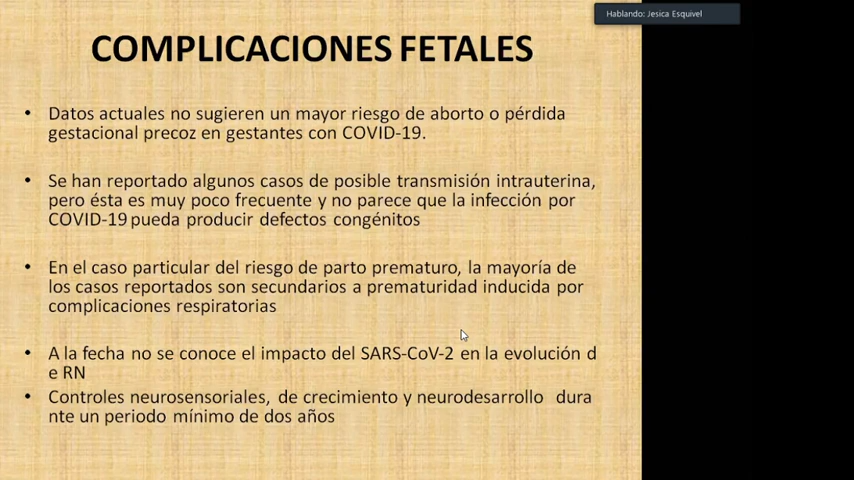 Hablando: Jesica Esquivel
COMPLICACIONES FETALES
• Datos actuales no sugieren un mayor riesgo de aborto o pérdida
gestacional precoz en gestantes con COVID-19.
• Se han reportado algunos casos de posible transmisión intrauterina,
pero ésta es muy poco frecuente y no parece que la infección por
COVID-19 pueda producir defectos congénitos
• En el caso particular del riesgo de parto prematuro, la mayoría de
los casos reportados son secundarios a prematuridad inducida por
complicaciones respiratorias
• A la fecha no se conoce el impacto del SARS-CoV-2 en la evolución d
e RN
• Controles neurosensoriales, de crecimiento y neurodesarrollo dura
nte un periodo mínimo de dos años